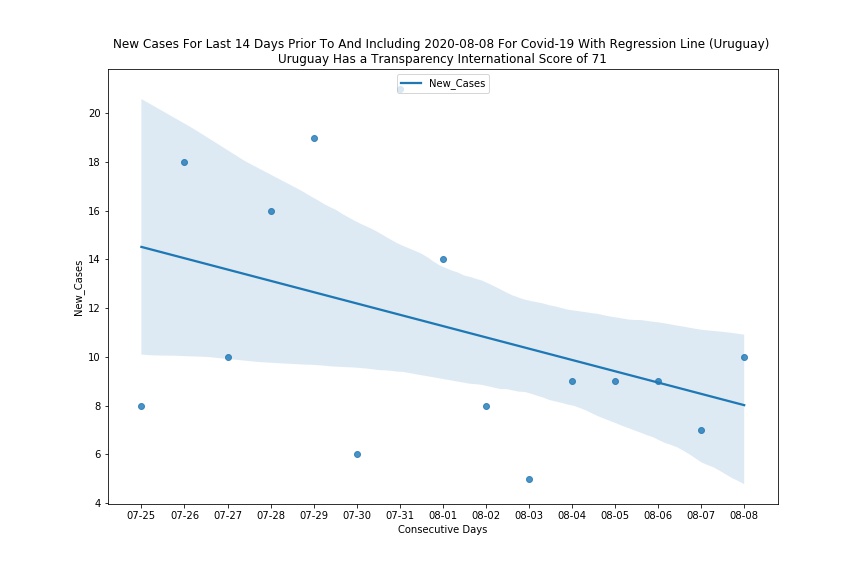 New Cases For Last 14 Days Prior To And Including 2020-08-08 For Covid-19 With Regression Line (Uruguay)
Uruguay Has a Transparency International Score of 71
New_Cases
20
18
16
14
12
10
8
6
4
New_Cases
07-25 07-26 07-27 07-28 07-29 07-30 07-31 08-01 08-02 08-03 08-04 08-05 08-06 08-07 08-08
Consecutive Days